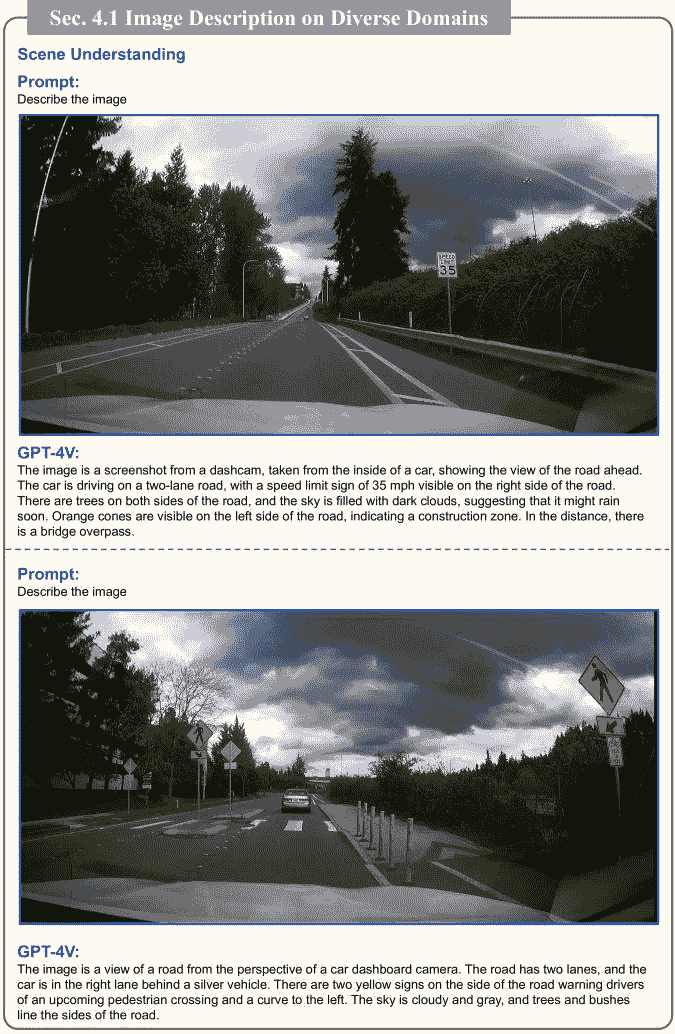 Sec. 4.1 Image Description on Diverse Domains
Scene Understanding
Prompt:
Describe the image
SPEED
LIMIT
35
GPT-4V:
The image is a screenshot from a dashcam, taken from the inside of a car, showing the view of the road ahead.
The car is driving on a two-lane road, with a speed limit sign of 35 mph visible on the right side of the road.
There are trees on both sides of the road, and the sky is filled with dark clouds, suggesting that it might rain
soon. Orange cones are visible on the left side of the road, indicating a construction zone. In the distance, there
is a bridge overpass.
Prompt:
Describe the image
GPT-4V:
The image is a view of a road from the perspective of a car dashboard camera. The road has two lanes, and the
car is in the right lane behind a silver vehicle. There are two yellow signs on the side of the road warning drivers
of an upcoming pedestrian crossing and a curve to the left. The sky is cloudy and gray, and trees and bushes
line the sides of the road.